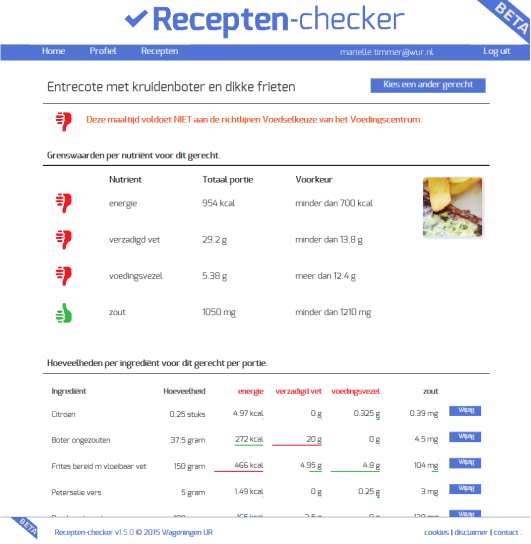 Recepten-checker
BETA
Home Profiel Recepten marielle.timmer@wur.nl Log uit
Entrecote met kruidenboter en dikke frieten Kies een ander gerecht
Deze maaltijd voldoet NIET aan de richtlijnen Voedselkeuze van het Voedingscentrum.
Grenswaarden per nutriënt voor dit gerecht.
Nutrient Totaal portie Voorkeur
energie 954 kcal minder dan 700 kcal
verzadigd vet 29.2 g minder dan 13.8 g
voedingsvezel 5.38 g meer dan 12.4 g
zout 1050 mg minder dan 1210 mg
Hoeveelheden per ingrediënt voor dit gerecht per portie.
Ingrediënt Hoeveelheid energie verzadigd vet voedingsvezel zout
Citroen 0.25 stuks 4.97 kcal 0 g 0.325 g 0.39 mg Wijzig
Boter ongezouten 37.5 gram 272 kcal 20 g 0 g 4.5 mg Wijzig
Frites bereid m vloeibaar vet 150 gram 466 kcal 4.95 g 4.8 g 104 mg Wijzig
Peterselie vers 5 gram 1.49 kcal 0 g 0.25 g 3 mg Wijzig
BETA
Recepten-checker v1.5.0 © 2015 Wageningen UR cookies | disclaimer | contact